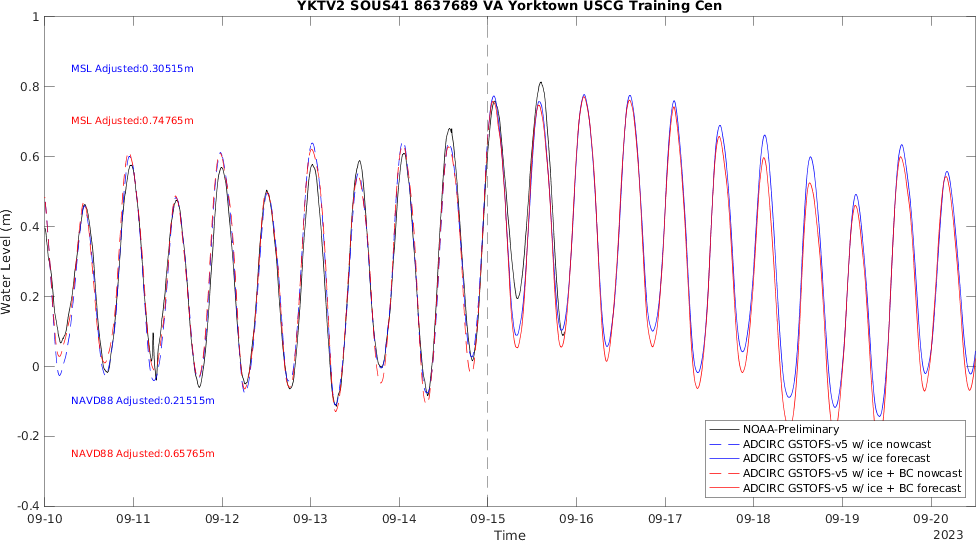 YKTV2 SOUS41 8637689 VA Yorktown USCG Training Cen
1
0.8
0.6
0.4
0.2
0
-0.2
-0.4
Water Level (m)
MSL Adjusted:0.30515m
MSL Adjusted:0.74765m
NAVD88 Adjusted:0.21515m
NAVD88 Adjusted:0.65765m
NOAA-Preliminary
ADCIRC GSTOFS-v5 w/ ice nowcast
ADCIRC GSTOFS-v5 w/ ice forecast
ADCIRC GSTOFS-v5 w/ ice + BC nowcast
ADCIRC GSTOFS-v5 w/ ice + BC forecast
09-10 09-11 09-12 09-13 09-14 09-15 09-16 09-17 09-18 09-19 09-20
Time
2023